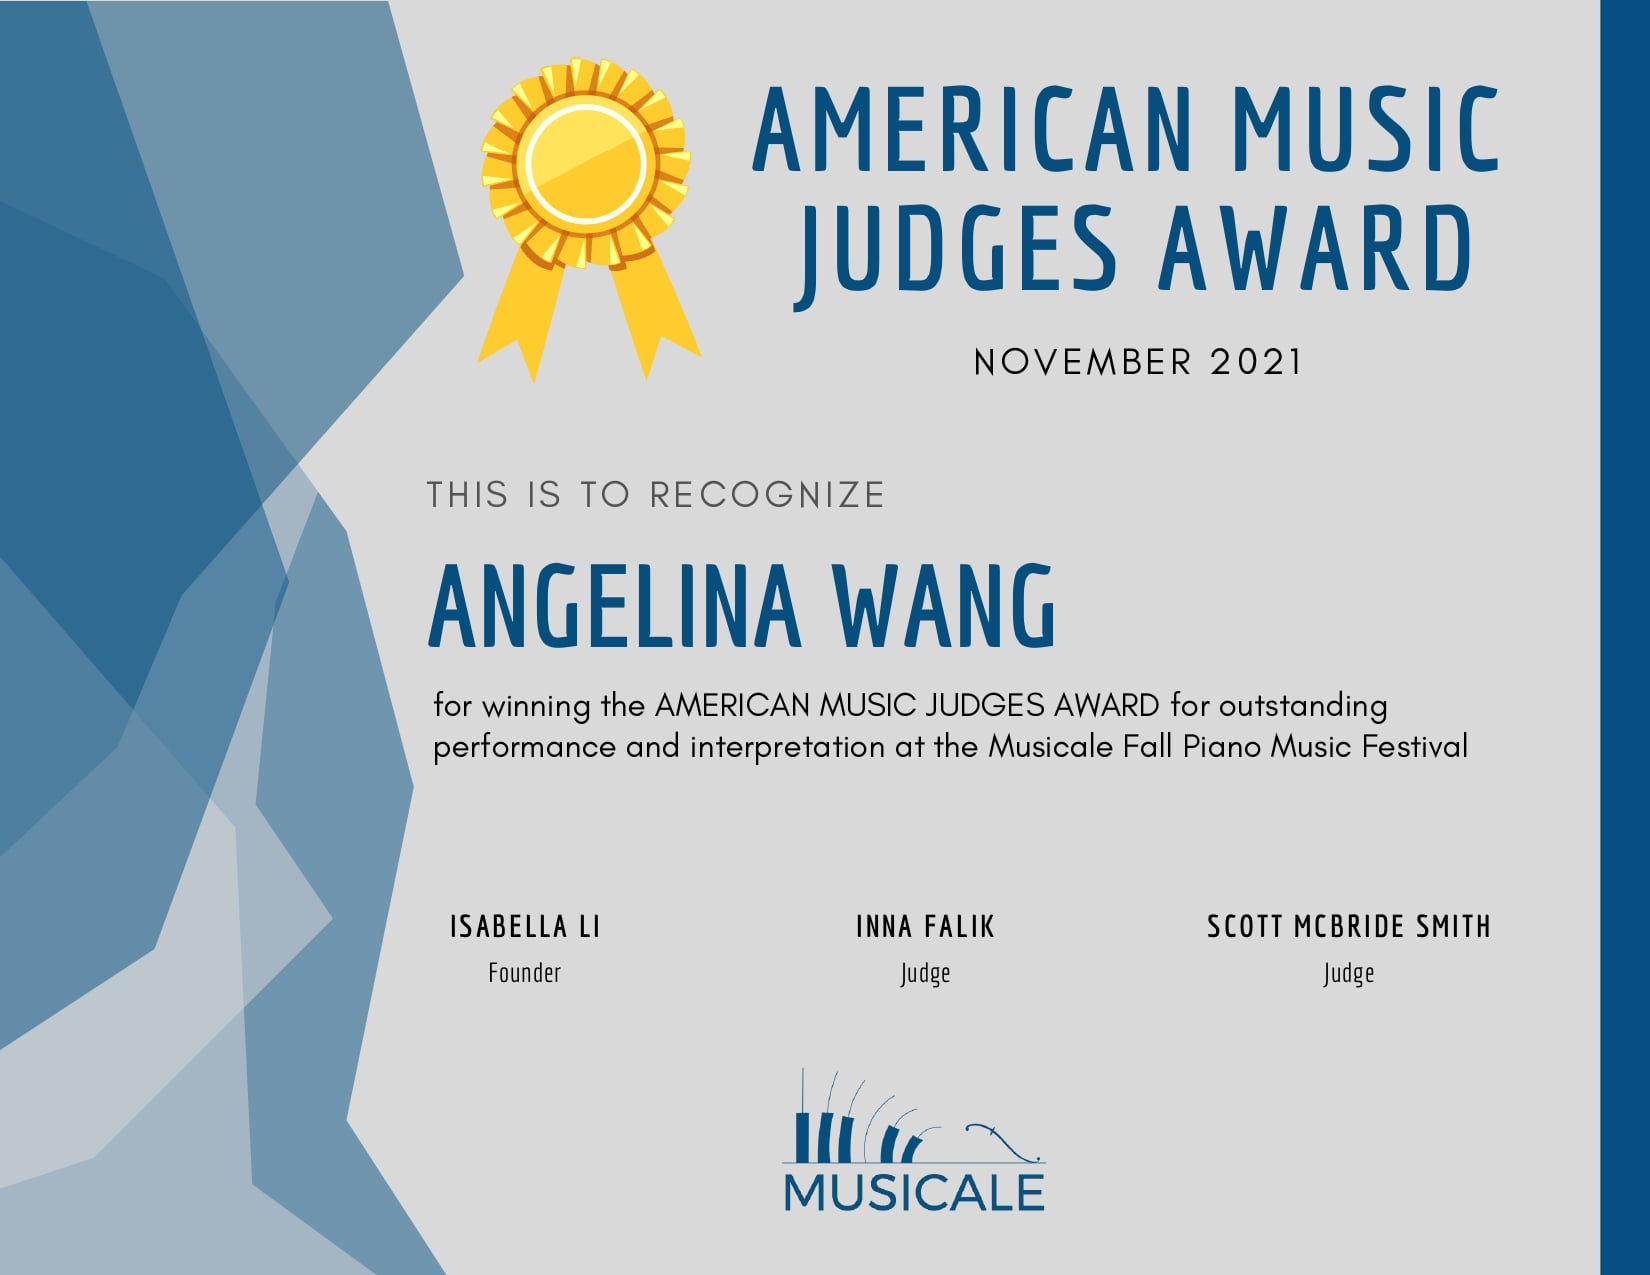 AMERICAN MUSIC
JUDGES AWARD
NOVEMBER 2021
THIS IS TO RECOGNIZE
ANGELINA WANG
for winning the AMERICAN MUSIC JUDGES AWARD for outstanding
performance and interpretation at the Musicale Fall Piano Music Festival
ISABELLA LI
Founder
INNA FALIK
Judge
SCOTT MCBRIDE SMITH
Judge
MUSICALE